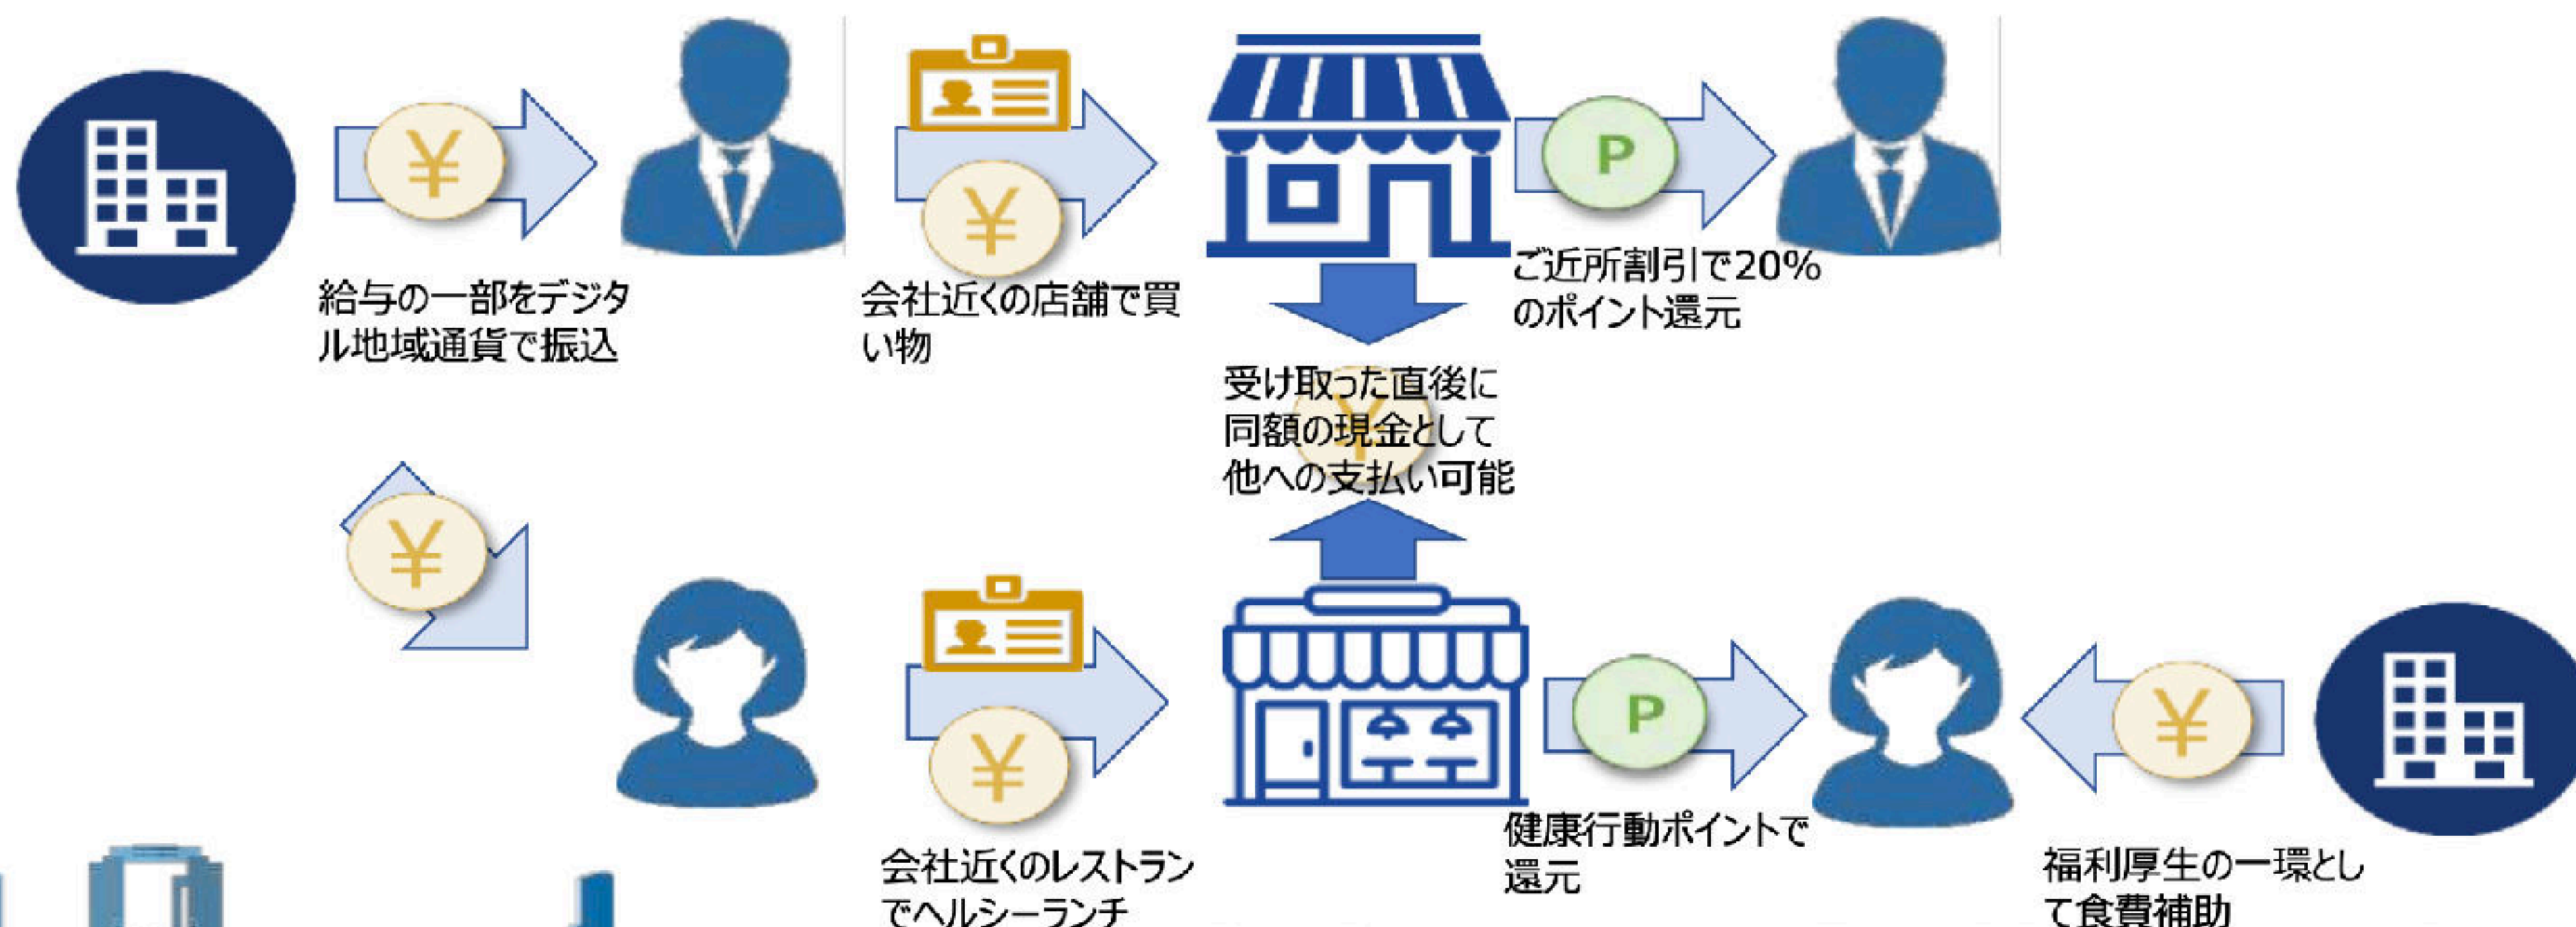 ¥
¥
P
給与の一部をデジタ
ル地域通貨で振込
会社近くの店舗で買
い物
ご近所割引で20%
のポイント還元
受け取った直後に
同額の現金として
他への支払い可能
¥
¥
¥
P
¥
会社近くのレストラン
でヘルシーランチ
健康行動ポイントで
還元
福利厚生の一環とし
て食費補助